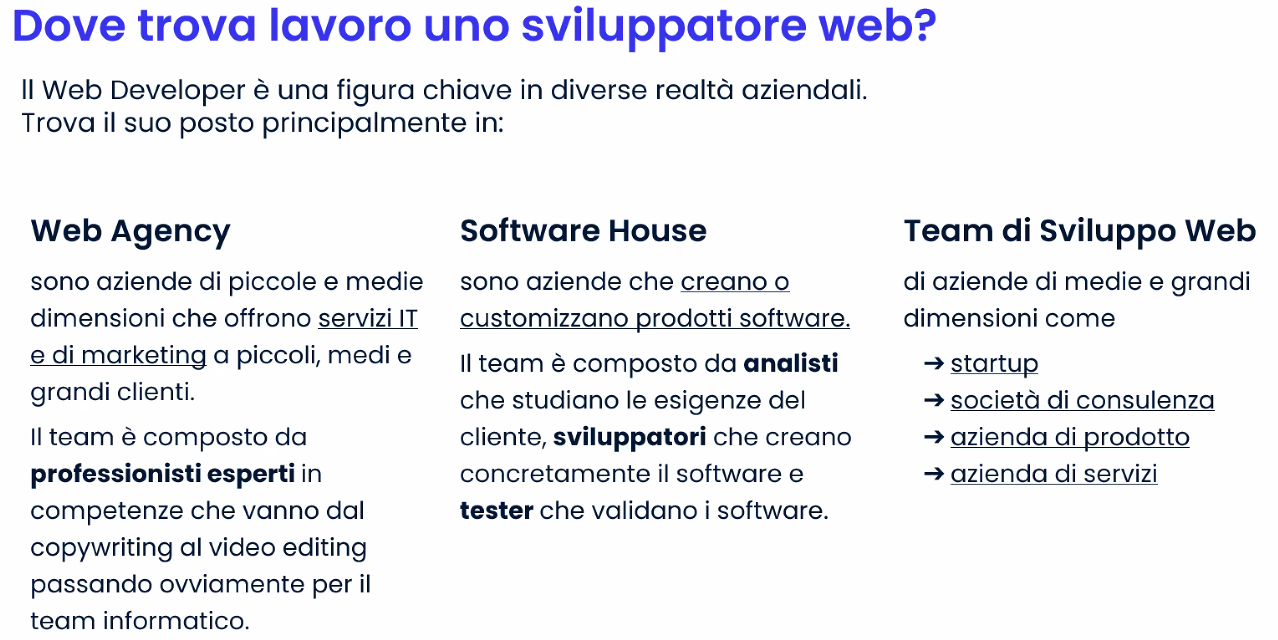 Dove trova lavoro uno sviluppatore web?
Il Web Developer è una figura chiave in diverse realtà aziendali.
Trova il suo posto principalmente in:
Web Agency
sono aziende di piccole e medie
dimensioni che offrono servizi IT
e di marketing a piccoli, medi e
grandi clienti.
Il team è composto da
professionisti esperti in
competenze che vanno dal
copywriting al video editing
passando ovviamente per il
team informatico.
Software House
sono aziende che creano o
customizzano prodotti software.
Il team è composto da analisti
che studiano le esigenze del
cliente, sviluppatori che creano
concretamente il software e
tester che validano i software.
Team di Sviluppo Web
di aziende di medie e grandi
dimensioni come
➔ startup
➔ società di consulenza
➔ azienda di prodotto
➔ azienda di servizi